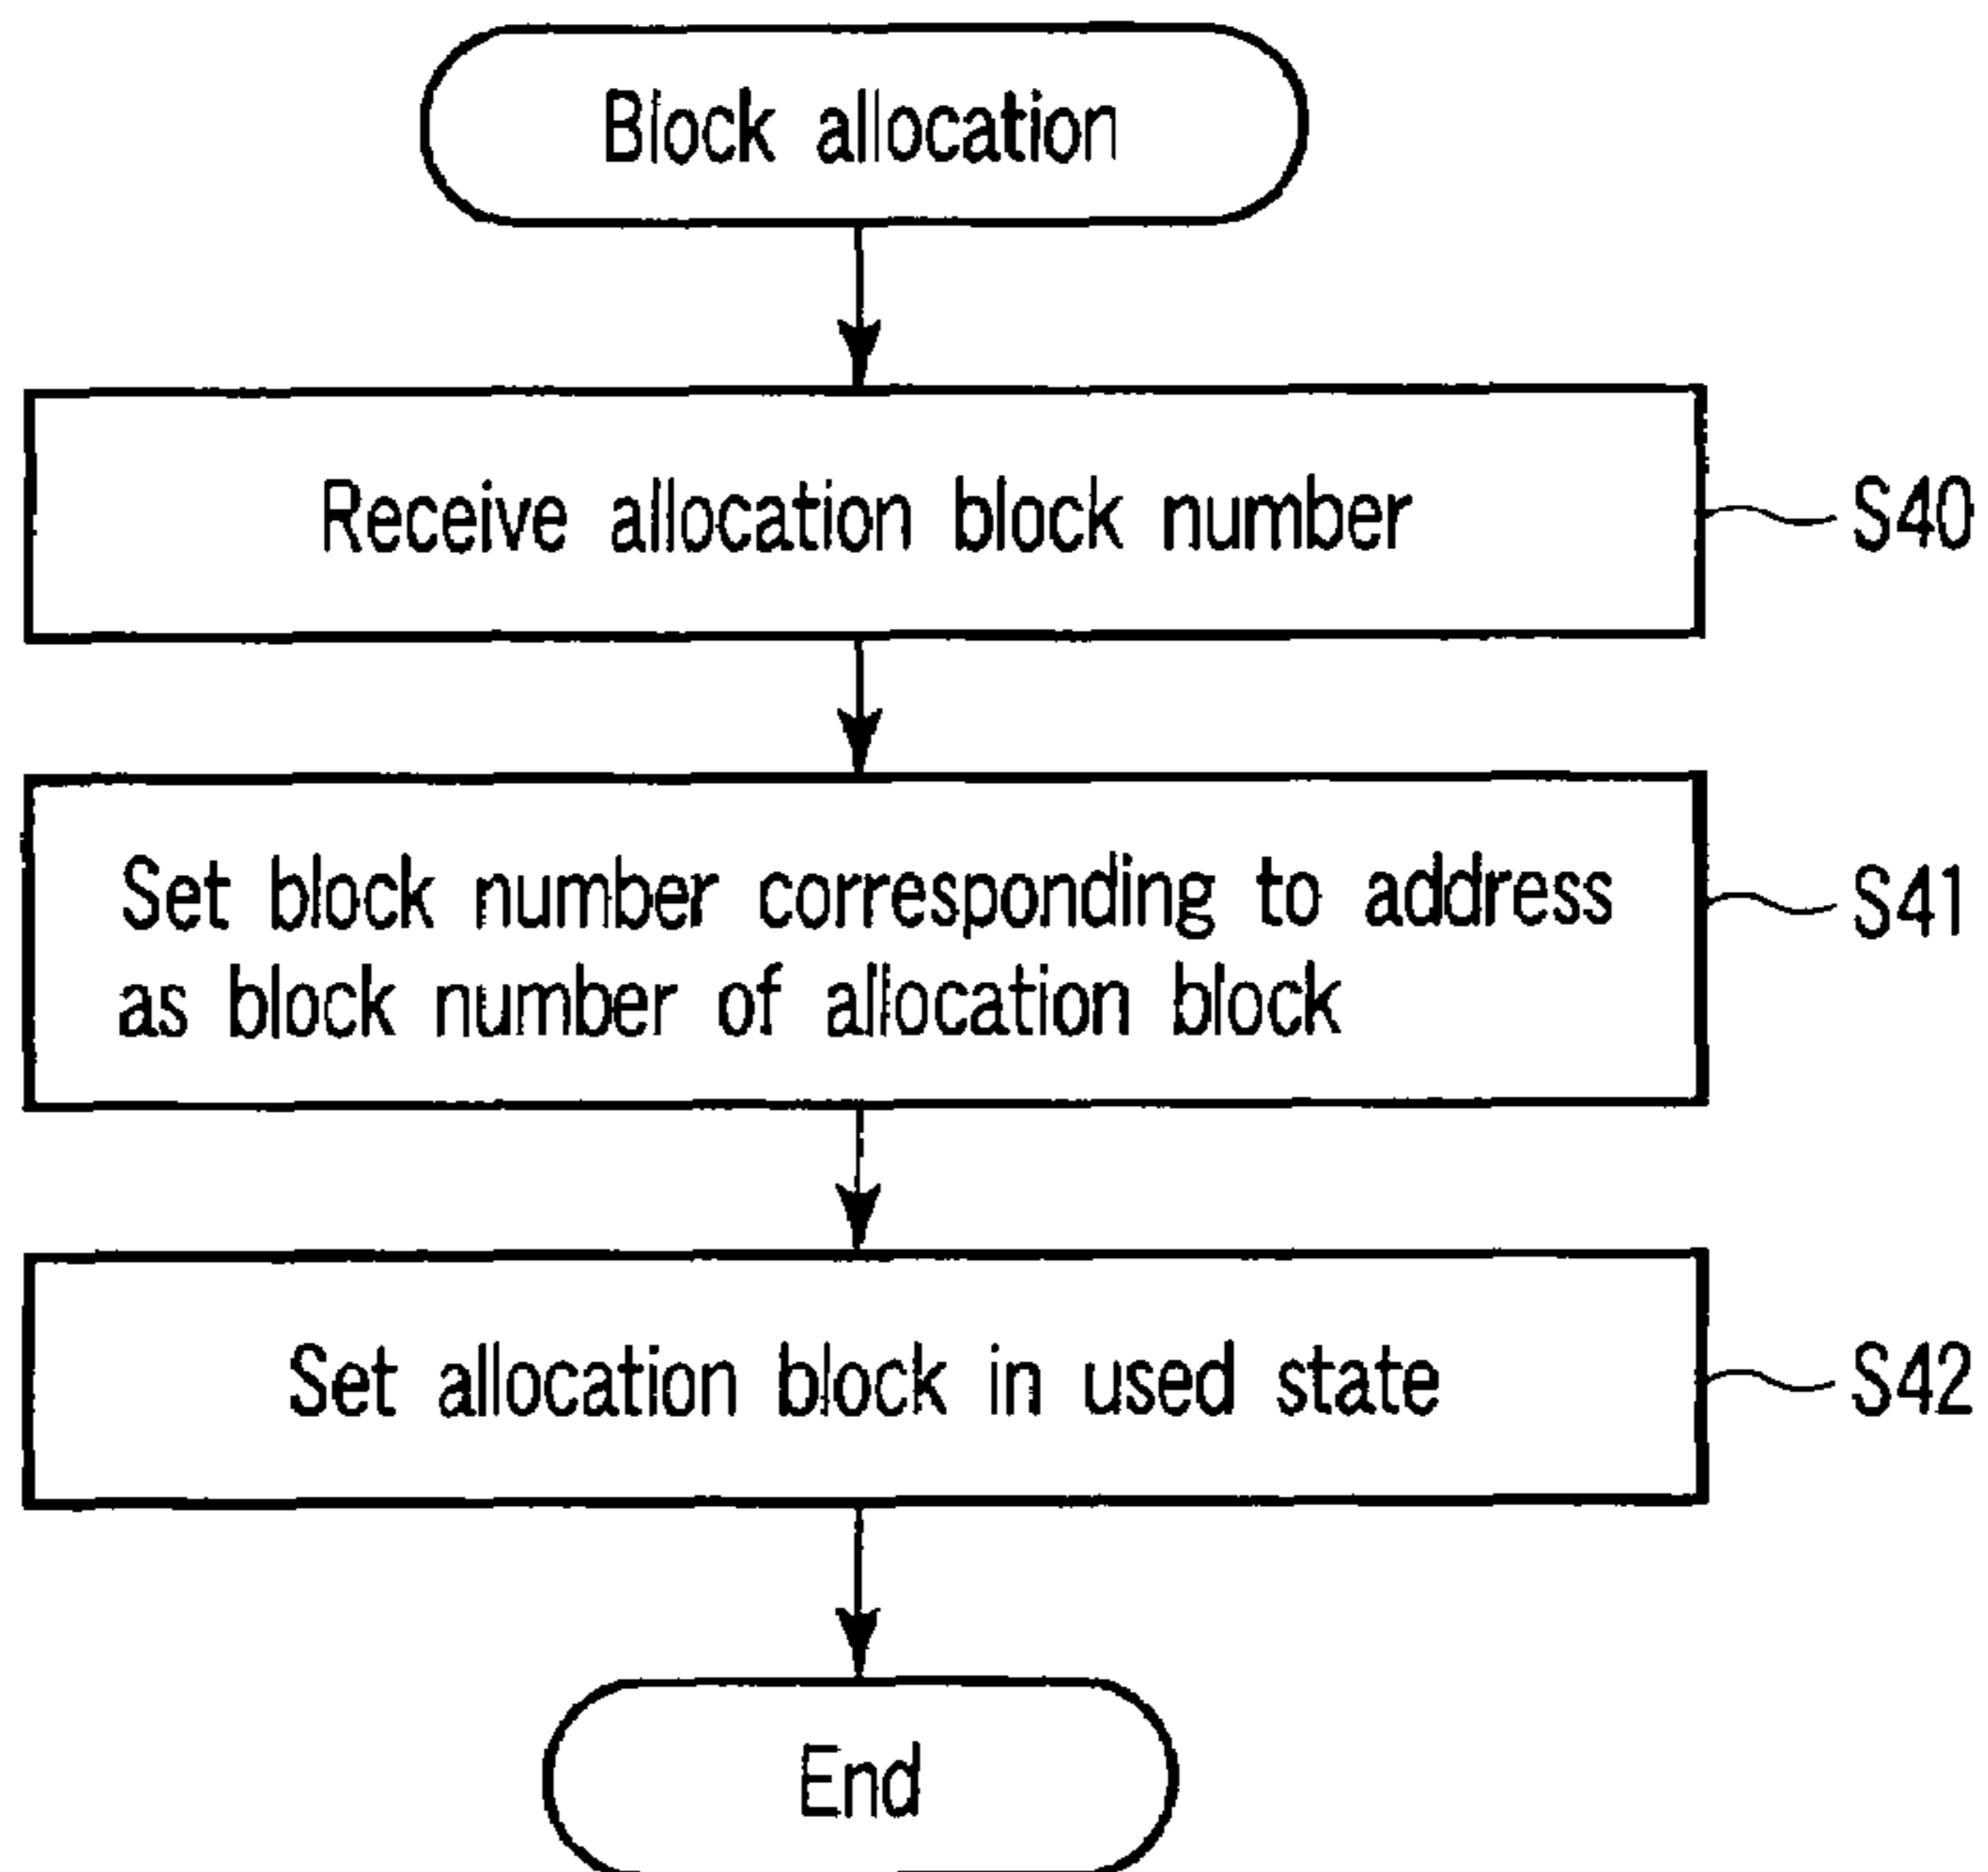 Block allocation
Receive allocation block number
S40
Set block number corresponding to address
as block number of allocation block
S41
Set allocation block in used state
S42
End